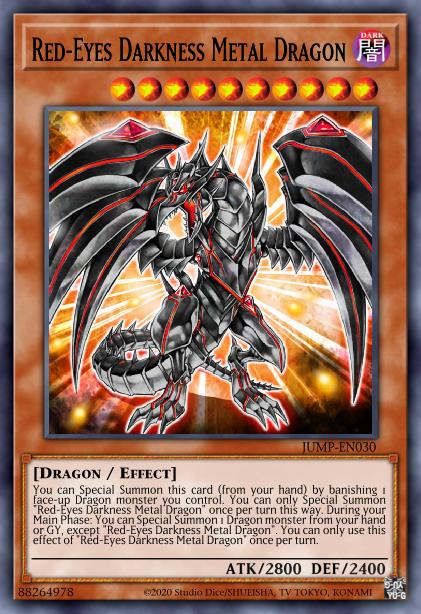 RED-EYES DARKNESS METAL DRAGON
DARK
闇
JUMP-EN030
[DRAGON / EFFECT]
You can Special Summon this card (from your hand) by banishing 1
face-up Dragon monster you control. You can only Special Summon
"Red-Eyes Darkness Metal Dragon" once per turn this way. During your
Main Phase: You can Special Summon 1 Dragon monster from your hand
or GY, except "Red-Eyes Darkness Metal Dragon". You can only use this
effect of "Red-Eyes Darkness Metal Dragon" once per turn.
ATK/2800 DEF/2400
88264978
©2020 Studio Dice/SHUEISHA, TV TOKYO, KONAMI